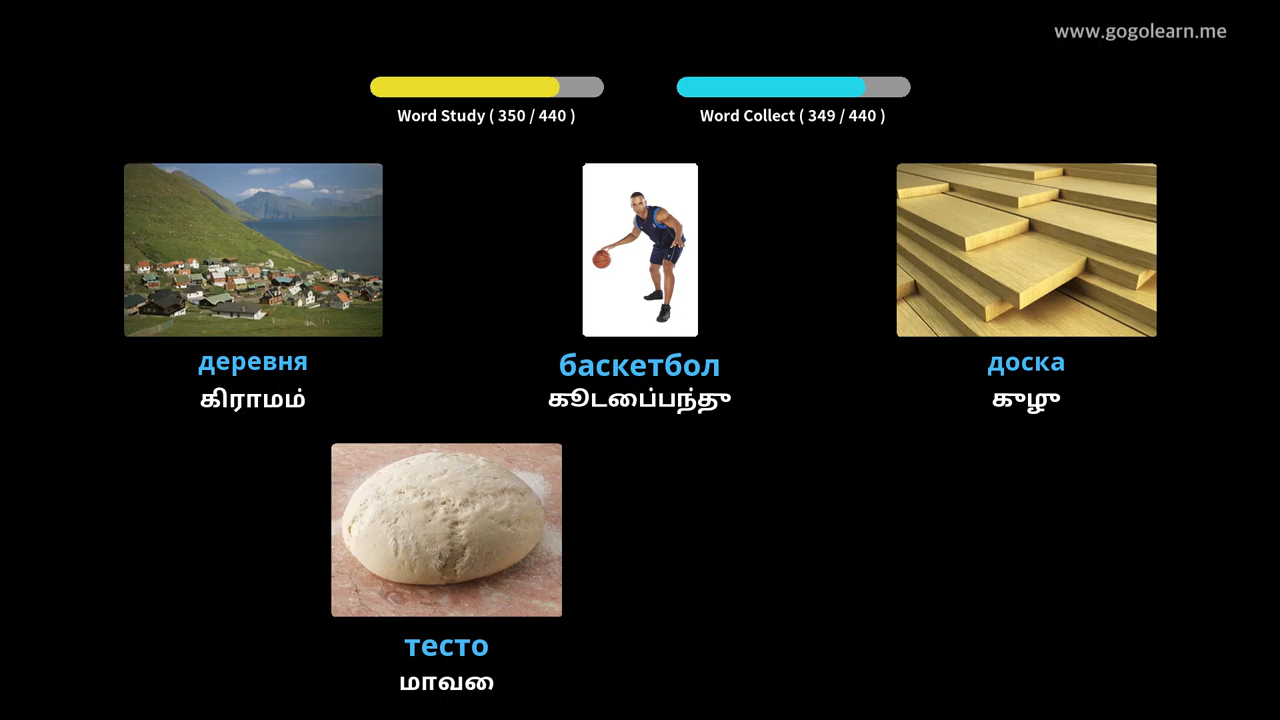 www.gogolearn.me
Word Study ( 350 / 440 )
Word Collect ( 349 / 440 )
деревня
கிராமம்
баскетбол
கூடைப்பந்து
доска
குழு
тесто
மாவை